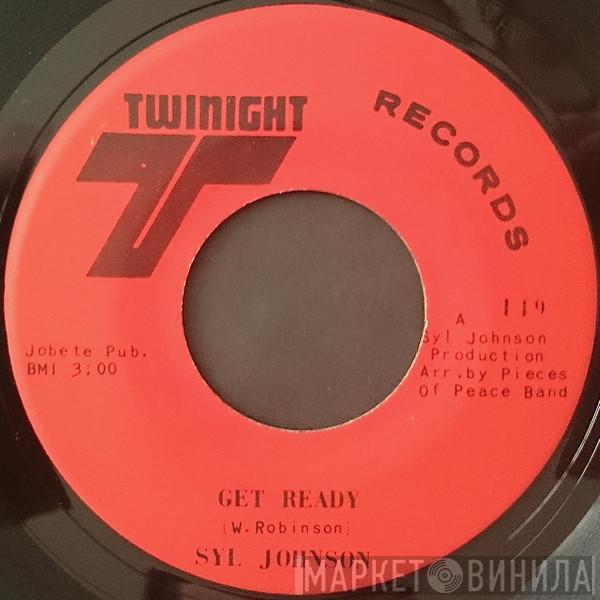 TWINIGHT
RECORDS
149
A
Syl Johnson
Production
Arr.by Pieces
Of Peace Band
Jobete Pub.
BMI 3:00
GET READY
(W.Robinson)
SYL JOHNSON
МАРКЕТ ВИНИЛА